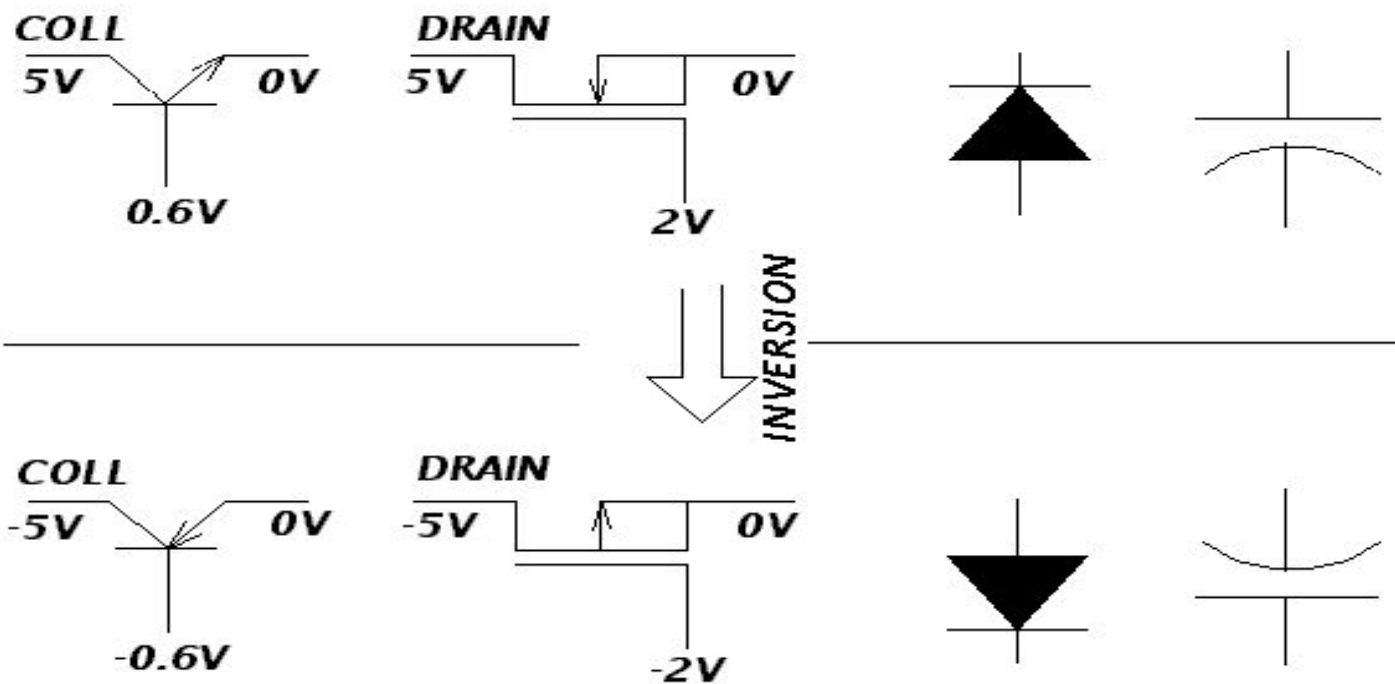 COLL
5V
0V
0.6V
DRAIN
5V
0V
2V
INVERSION
COLL
-5V
0V
-0.6V
DRAIN
-5V
0V
-2V